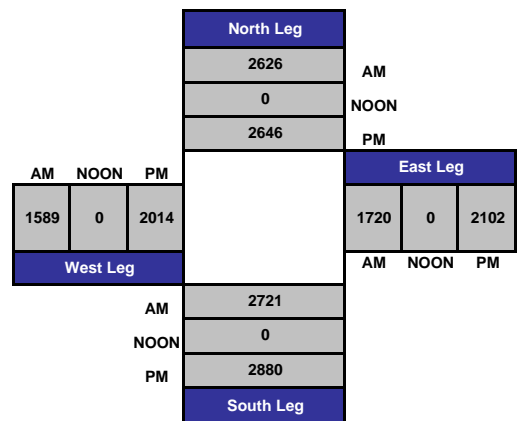 North Leg
2626
AM
0
NOON
2646
PM
AM NOON PM
East Leg
1589 0 2014
1720 0 2102
West Leg
AM NOON PM
AM
2721
NOON
0
PM
2880
South Leg